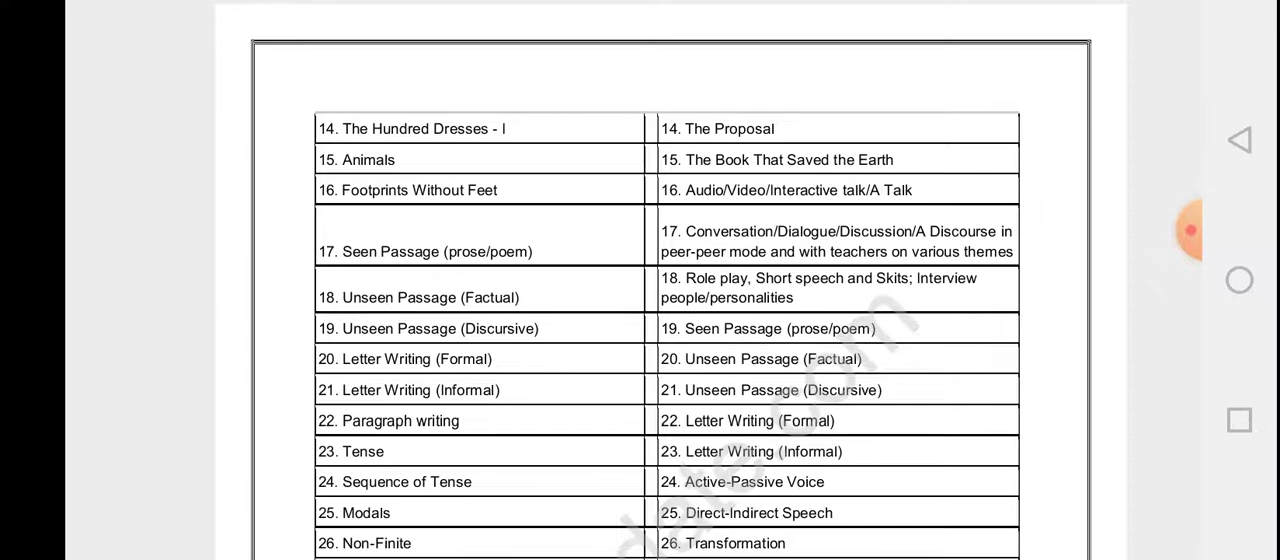 14. The Hundred Dresses - I
14. The Proposal
15. Animals
15. The Book That Saved the Earth
16. Footprints Without Feet
16. Audio/Video/Interactive talk/A Talk
17. Seen Passage (prose/poem)
17. Conversation/Dialogue/Discussion/A Discourse in
peer-peer mode and with teachers on various themes
18. Unseen Passage (Factual)
18. Role play, Short speech and Skits; Interview
people/personalities
19. Unseen Passage (Discursive)
19. Seen Passage (prose/poem)
20. Letter Writing (Formal)
20. Unseen Passage (Factual)
21. Letter Writing (Informal)
21. Unseen Passage (Discursive)
22. Paragraph writing
22. Letter Writing (Formal)
23. Tense
23. Letter Writing (Informal)
24. Sequence of Tense
24. Active-Passive Voice
25. Modals
25. Direct-Indirect Speech
26. Non-Finite
26. Transformation